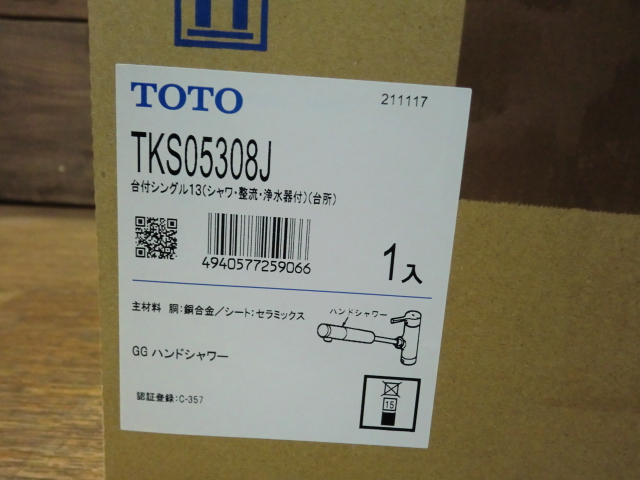 TOTO
211117
TKS05308J
台付シングル13(シャワ・整流・浄水器付)(台所)
4940577259066
1入
主材料 胴:銅合金/シート:セラミックス
ハンドシャワー
GG ハンドシャワー
15
認証登録:C-357